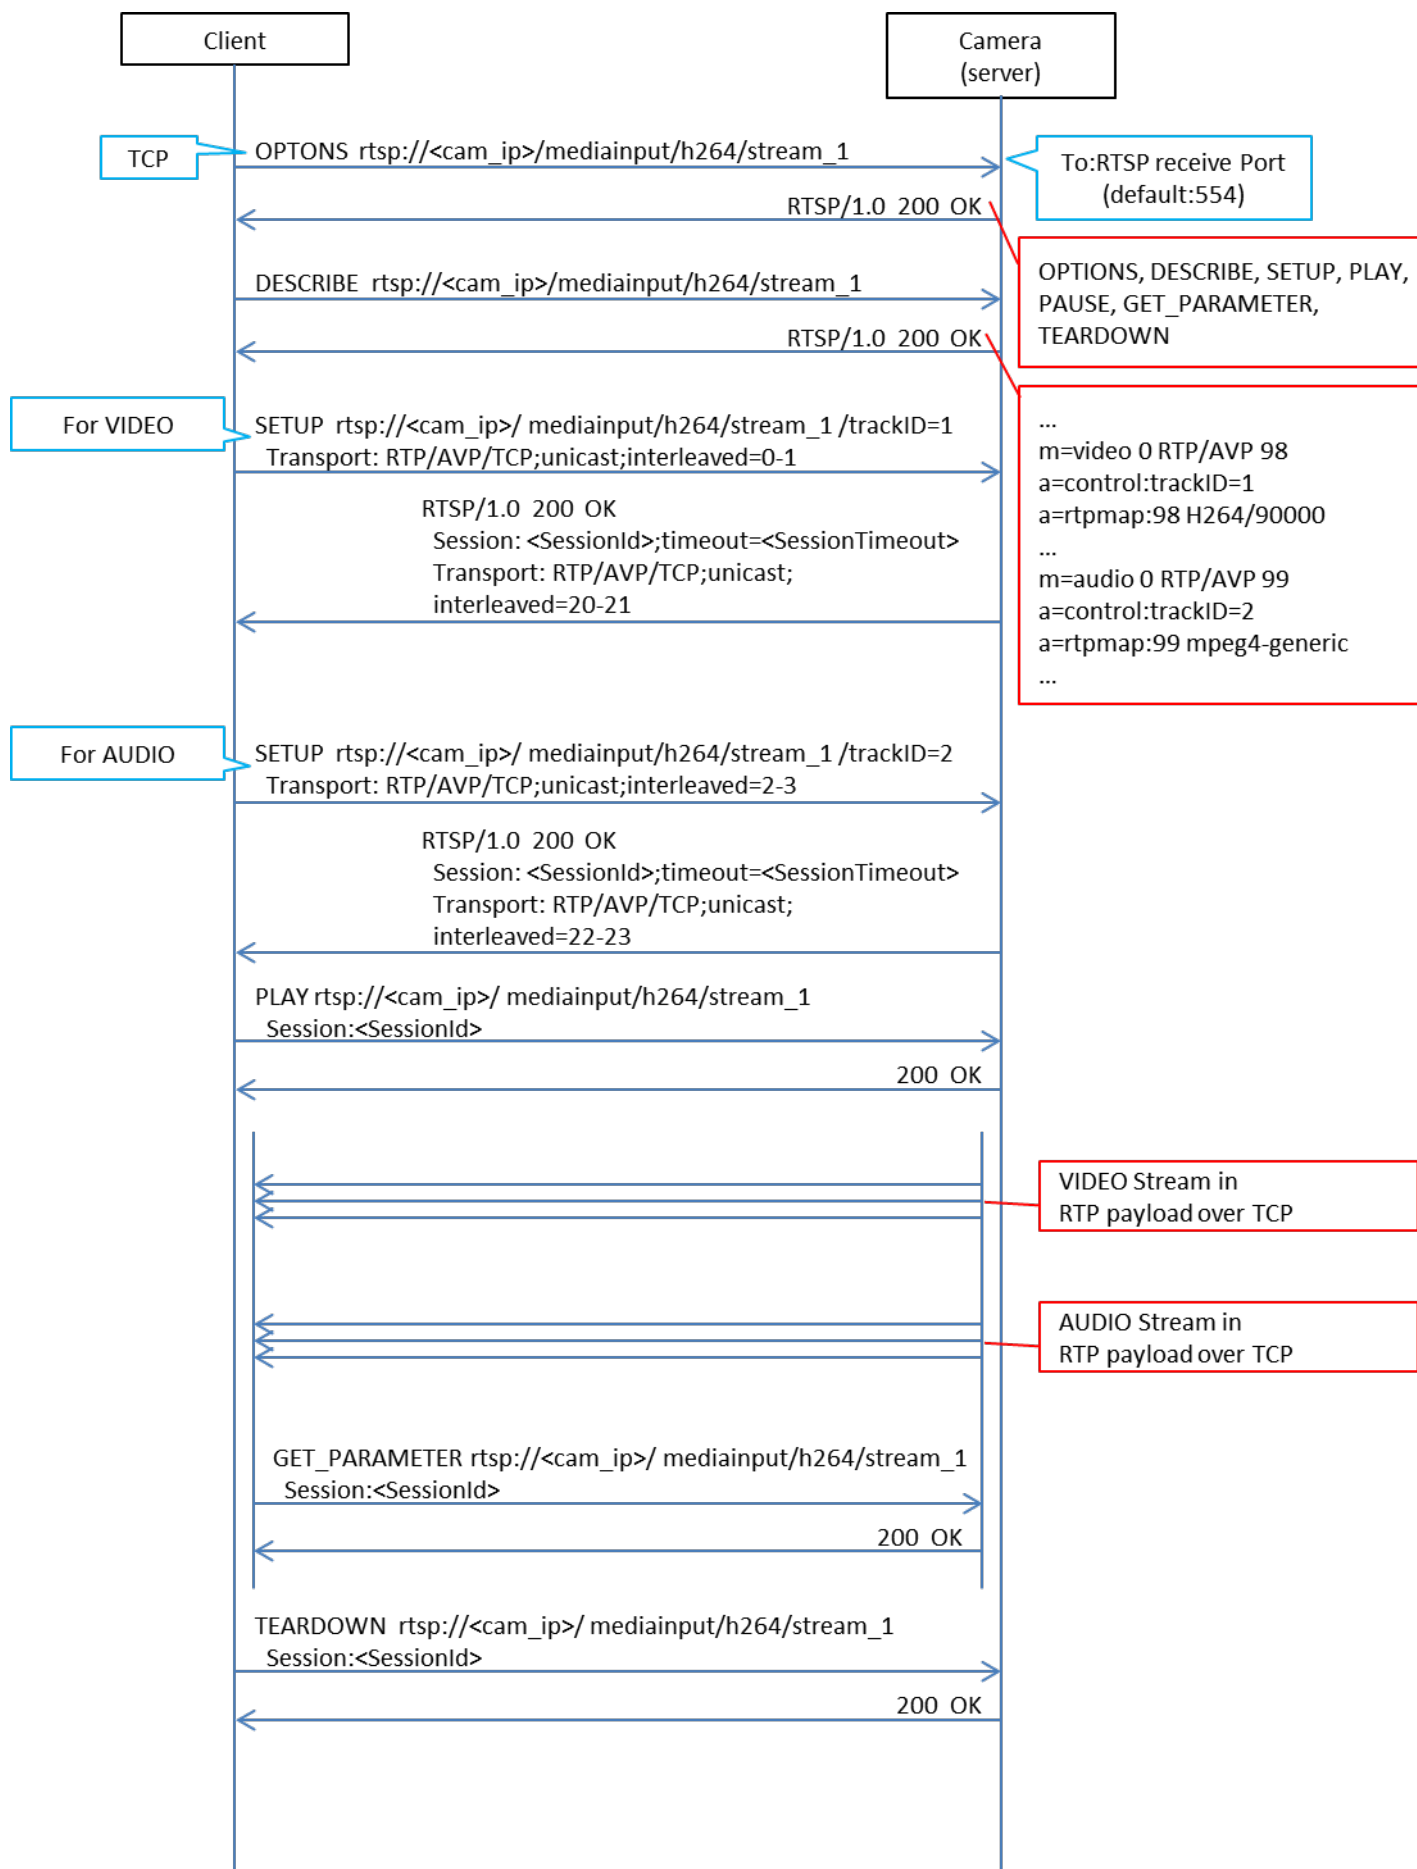 Client
Camera
(server)
TCP
OPTONS rtsp://<cam_ip>/mediainput/h264/stream_1
To:RTSP receive Port
(default:554)
RTSP/1.0 200 OK
OPTIONS, DESCRIBE, SETUP, PLAY,
PAUSE, GET_PARAMETER,
TEARDOWN
DESCRIBE rtsp://<cam_ip>/mediainput/h264/stream_1
RTSP/1.0 200 OK
...
m=video 0 RTP/AVP 98
a=control:trackID=1
a=rtpmap:98 H264/90000
...
m=audio 0 RTP/AVP 99
a=control:trackID=2
a=rtpmap:99 mpeg4-generic
...
For VIDEO
SETUP rtsp://<cam_ip>/ mediainput/h264/stream_1 /trackID=1
Transport: RTP/AVP/TCP;unicast;interleaved=0-1
RTSP/1.0 200 OK
Session: <SessionId>;timeout=<SessionTimeout>
Transport: RTP/AVP/TCP;unicast;
interleaved=20-21
For AUDIO
SETUP rtsp://<cam_ip>/ mediainput/h264/stream_1 /trackID=2
Transport: RTP/AVP/TCP;unicast;interleaved=2-3
RTSP/1.0 200 OK
Session: <SessionId>;timeout=<SessionTimeout>
Transport: RTP/AVP/TCP;unicast;
interleaved=22-23
PLAY rtsp://<cam_ip>/ mediainput/h264/stream_1
Session:<SessionId>
200 OK
VIDEO Stream in
RTP payload over TCP
AUDIO Stream in
RTP payload over TCP
GET_PARAMETER rtsp://<cam_ip>/ mediainput/h264/stream_1
Session:<SessionId>
200 OK
TEARDOWN rtsp://<cam_ip>/ mediainput/h264/stream_1
Session:<SessionId>
200 OK